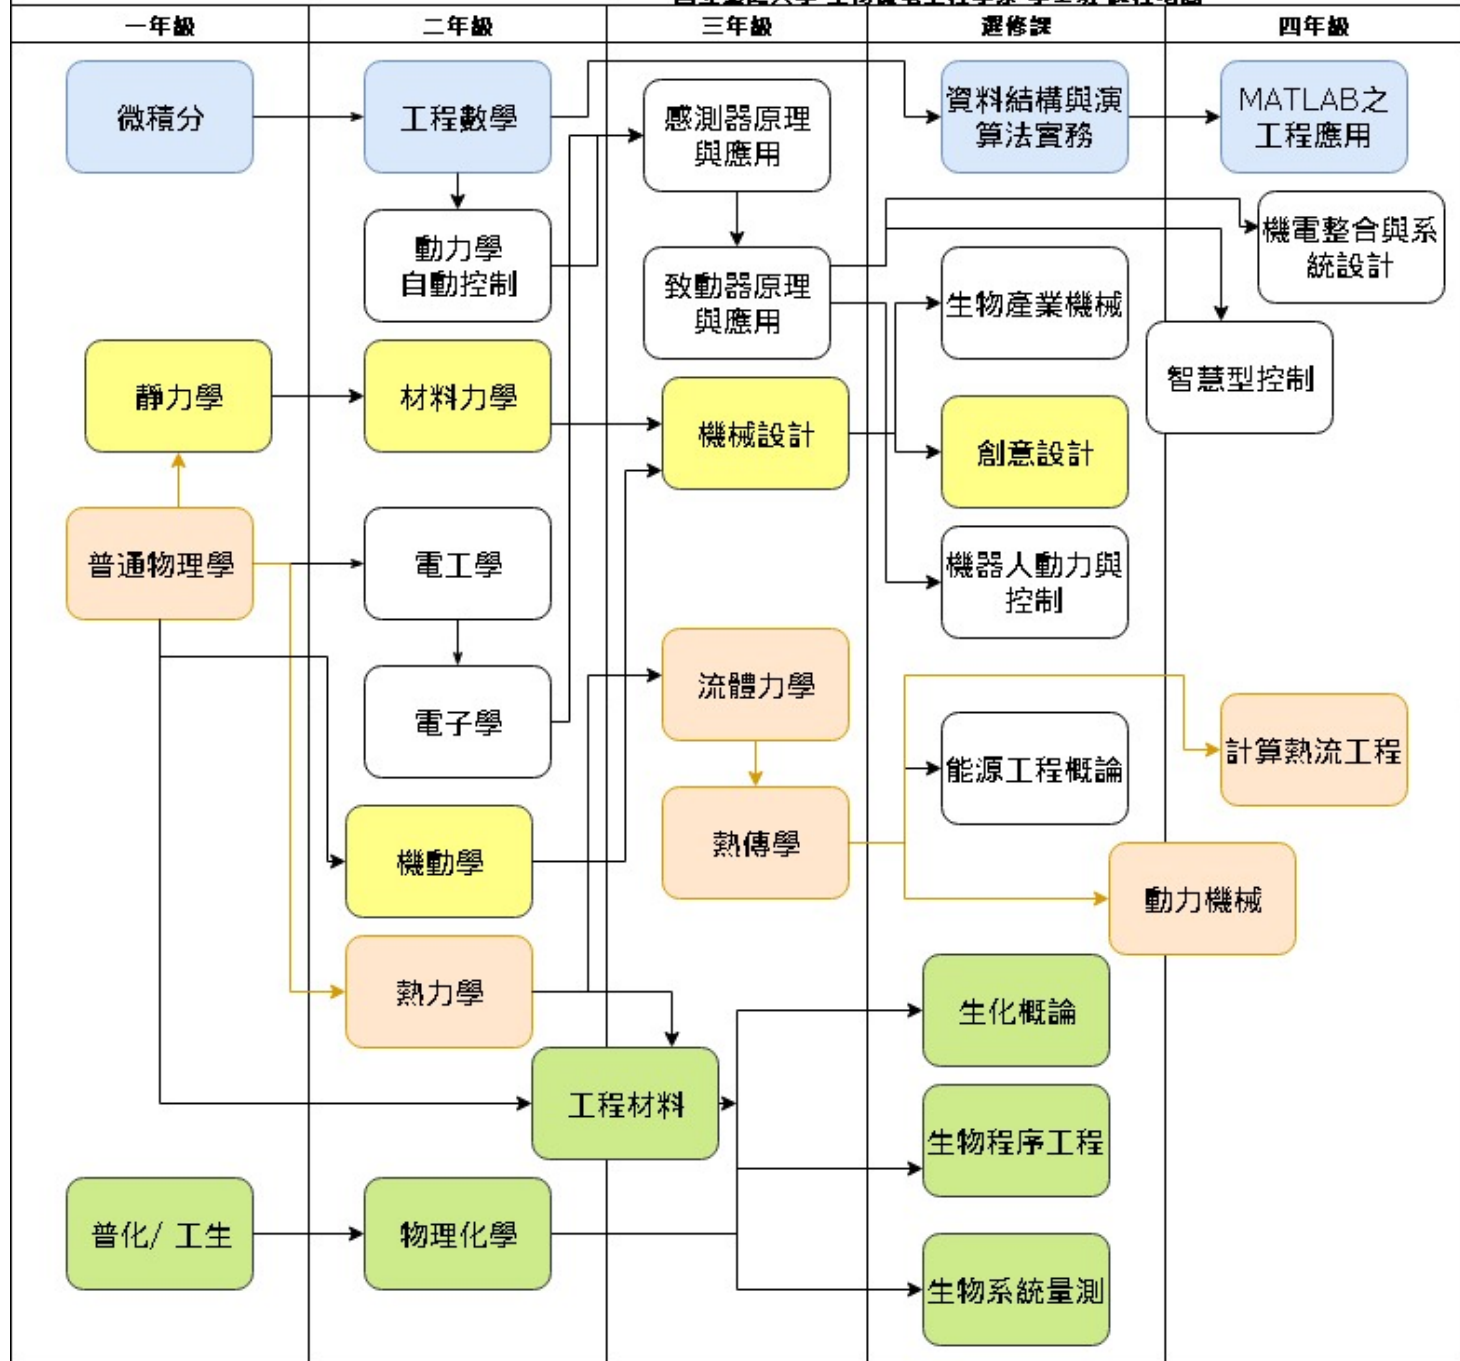 一年級
二年級
三年級
選修課
四年級
微積分
工程數學
感測器原理
與應用
資料結構與演
算法實務
MATLAB之
工程應用
動力學
自動控制
致動器原理
與應用
生物產業機械
機電整合與系
統設計
智慧型控制
靜力學
材料力學
機械設計
創意設計
普通物理學
電工學
機器人動力與
控制
電子學
流體力學
能源工程概論
計算熱流工程
機動學
熱傳學
動力機械
熱力學
生化概論
工程材料
生物程序工程
普化/ 工生
物理化學
生物系統量測